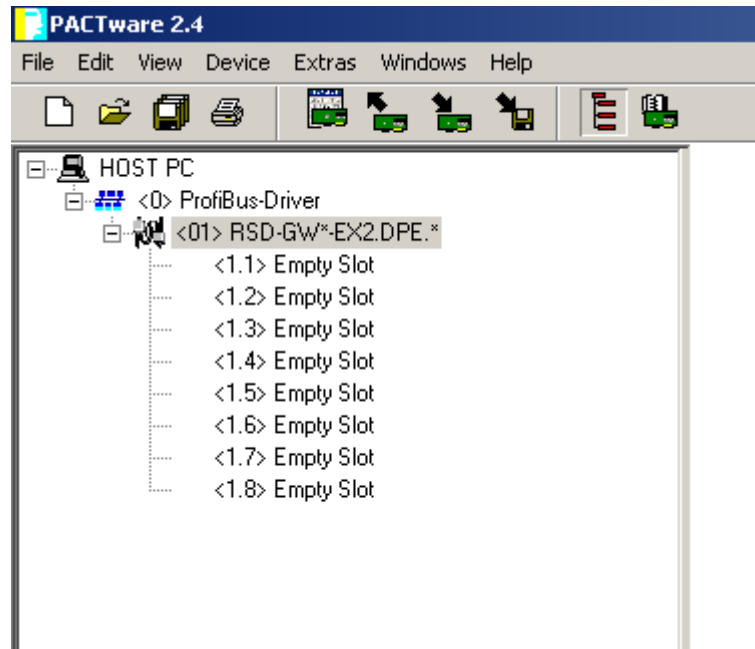 PACTware 2.4
File Edit View Device Extras Windows Help
HOST PC
<0> ProfiBus-Driver
<01> RSD-GW*-EX2.DPE.*
<1.1> Empty Slot
<1.2> Empty Slot
<1.3> Empty Slot
<1.4> Empty Slot
<1.5> Empty Slot
<1.6> Empty Slot
<1.7> Empty Slot
<1.8> Empty Slot